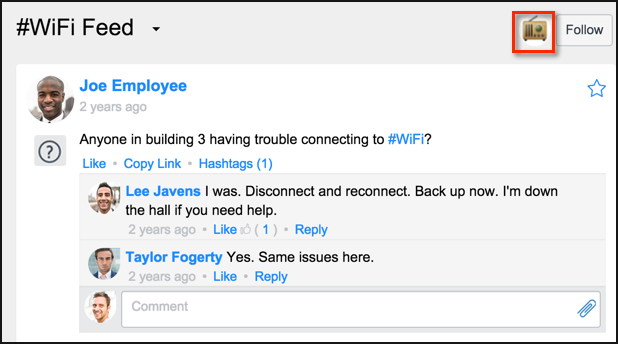 #WiFi Feed
Follow
Joe Employee
2 years ago
Anyone in building 3 having trouble connecting to #WiFi?
Like • Copy Link • Hashtags (1)
Lee Javens I was. Disconnect and reconnect. Back up now. I'm down
the hall if you need help.
2 years ago • Like ( 1 ) • Reply
Taylor Fogerty Yes. Same issues here.
2 years ago • Like • Reply
Comment